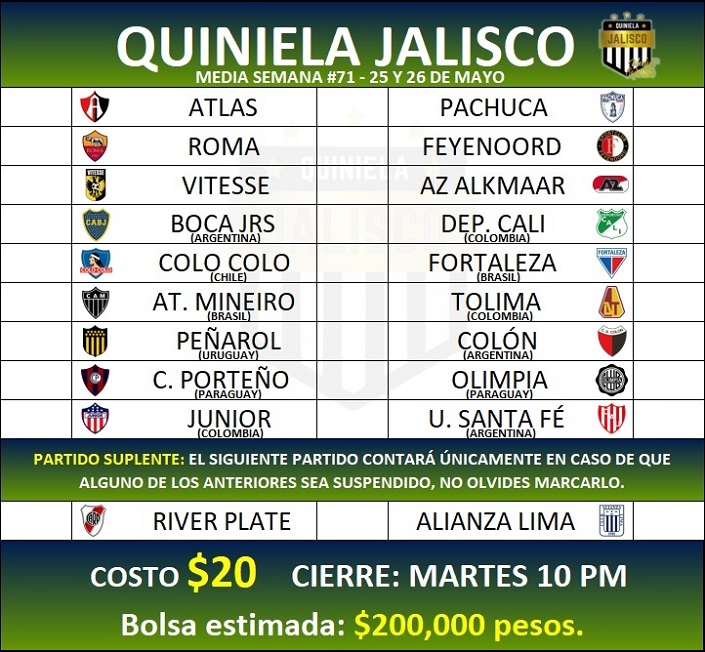 QUINIELA JALISCO
QUINIELA
JALISCO
MEDIA SEMANA #71 - 25 Y 26 DE MAYO
ATLAS PACHUCA
ROMA FEYENOORD
VITESSE AZ ALKMAAR
BOCA JRS DEP. CALI
(ARGENTINA) (COLOMBIA)
COLO COLO FORTALEZA
(CHILE) (BRASIL)
AT. MINEIRO TOLIMA
(BRASIL) (COLOMBIA)
PEÑAROL COLÓN
(URUGUAY) (ARGENTINA)
C. PORTEÑO OLIMPIA
(PARAGUAY) (PARAGUAY)
JUNIOR U. SANTA FÉ
(COLOMBIA) (ARGENTINA)
QUINIELA
JALISCO
PARTIDO SUPLENTE: EL SIGUIENTE PARTIDO CONTARÁ ÚNICAMENTE EN CASO DE QUE
ALGUNO DE LOS ANTERIORES SEA SUSPENDIDO, NO OLVIDES MARCARLO.
RIVER PLATE ALIANZA LIMA
COSTO $20 CIERRE: MARTES 10 PM
Bolsa estimada: $200,000 pesos.